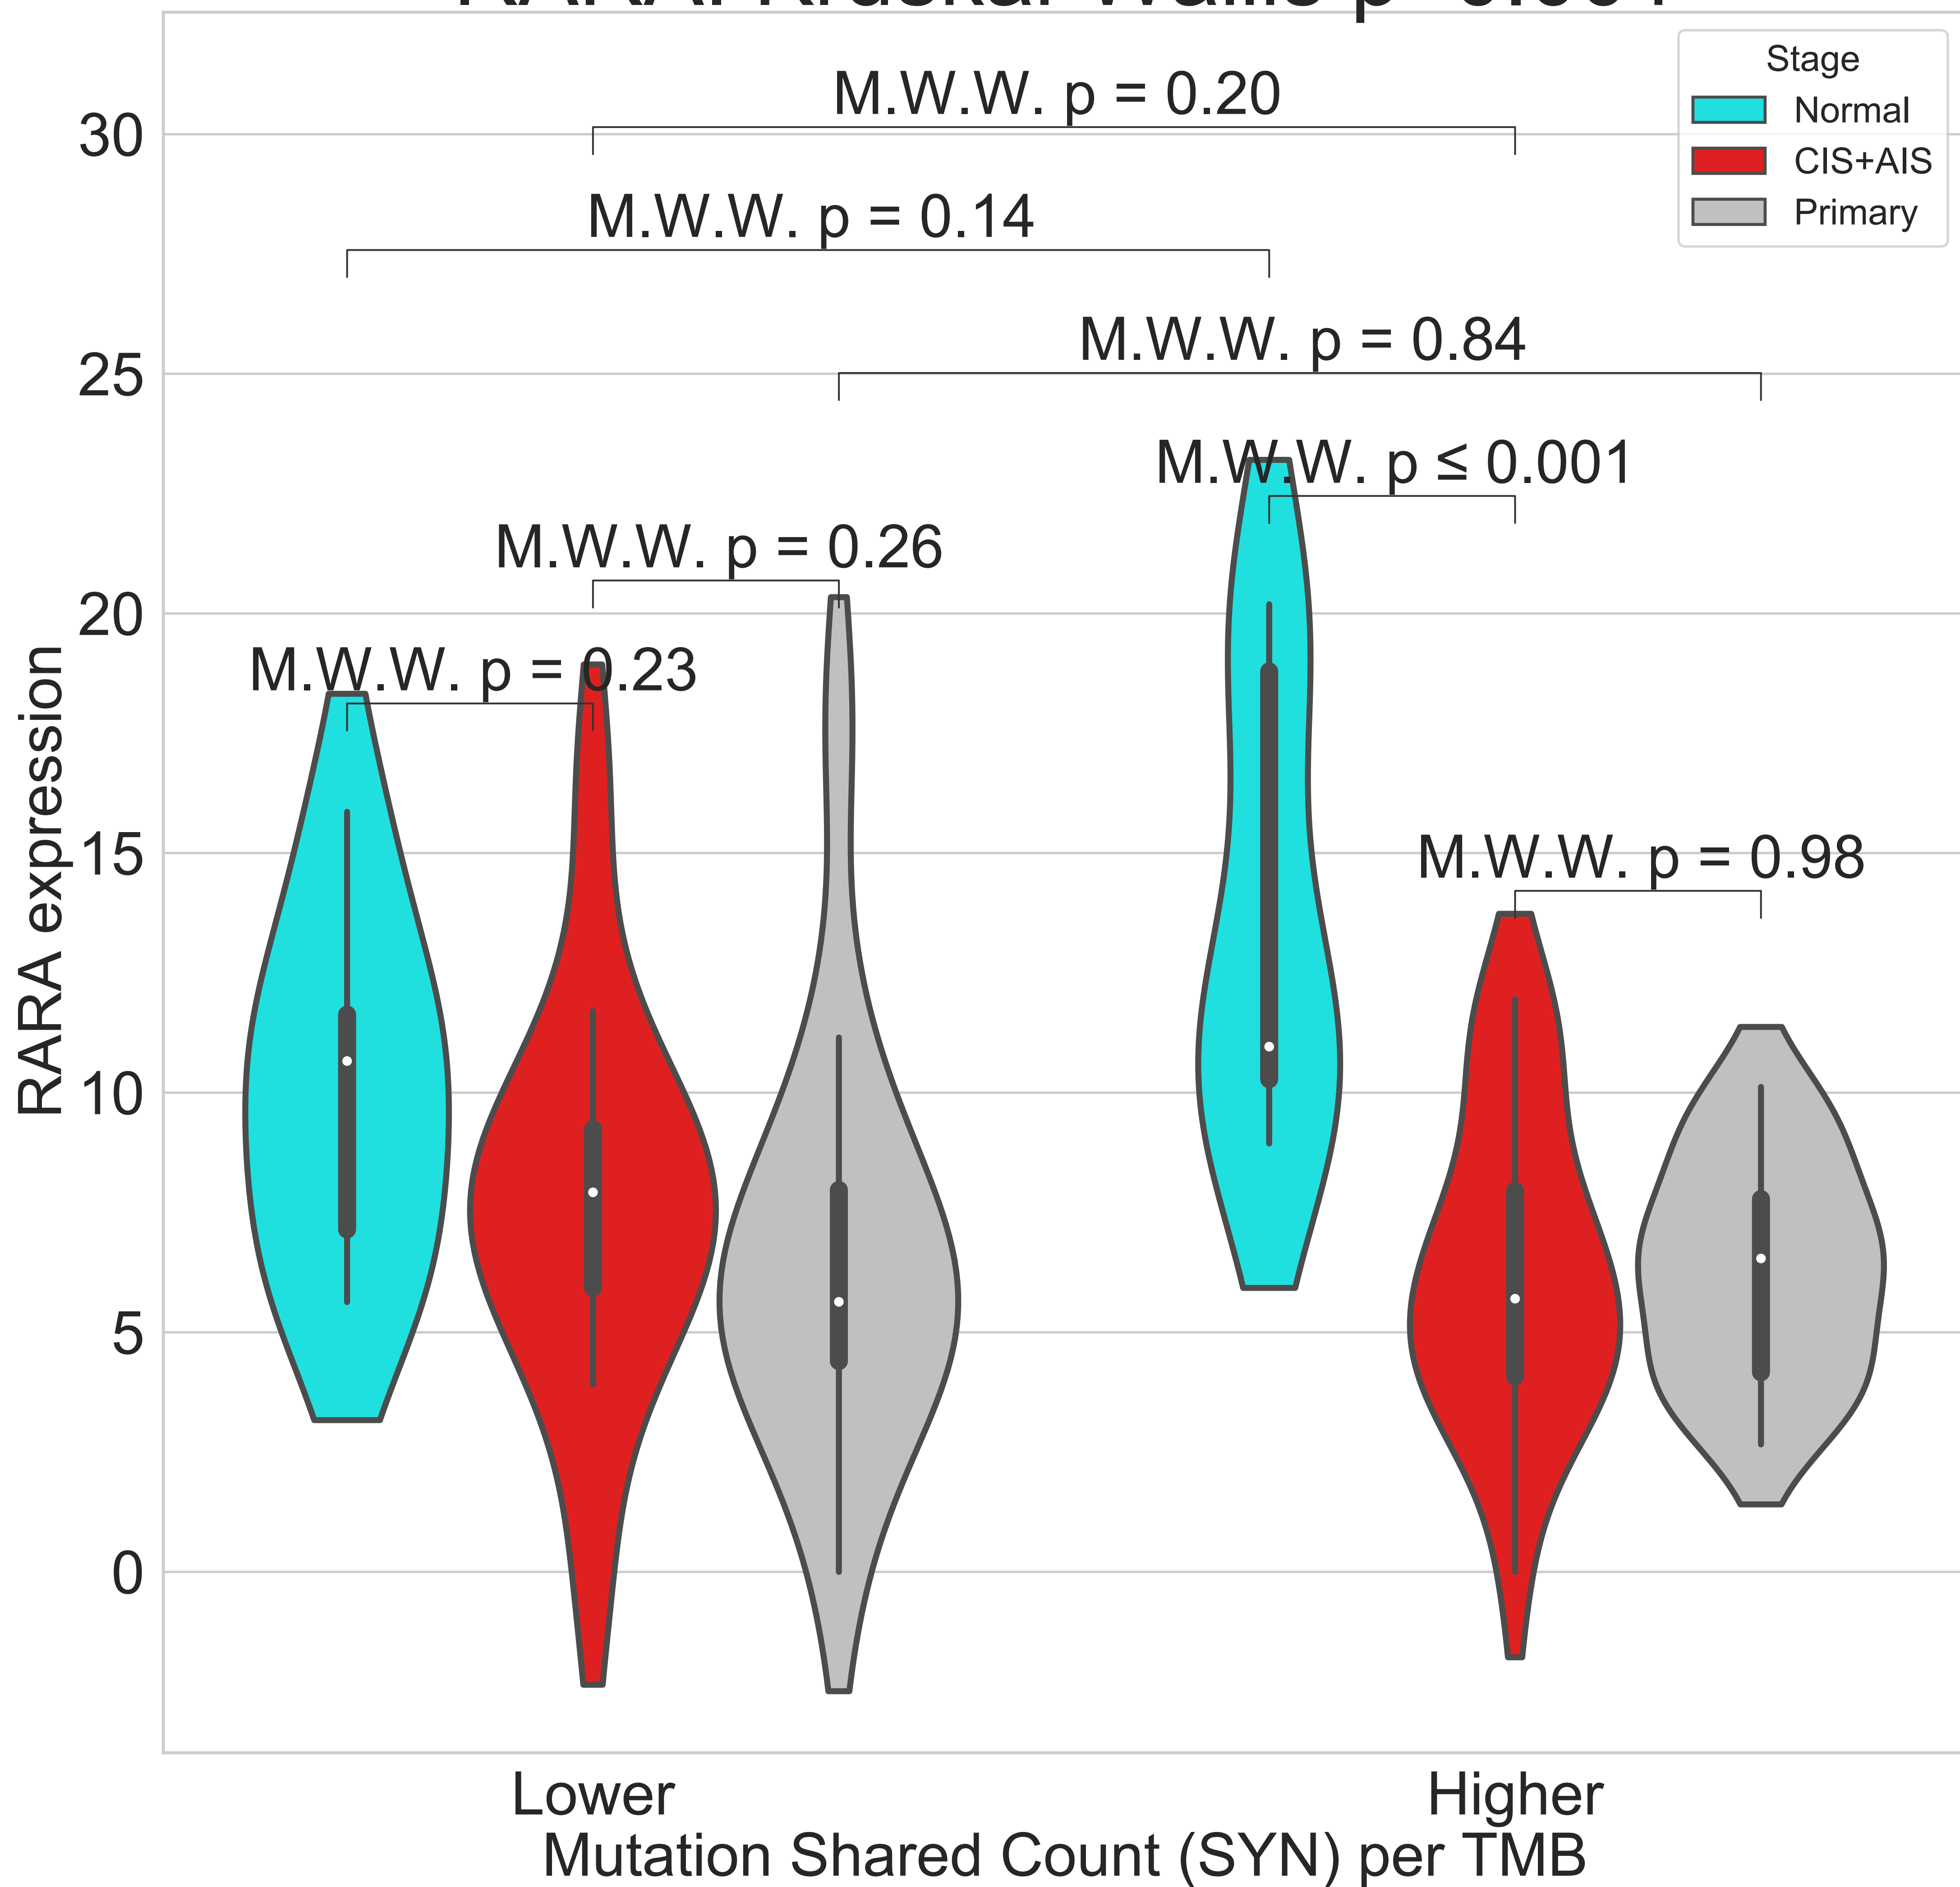 M.W.W. p = 0.20
M.W.W. p = 0.14
M.W.W. p = 0.84
M.W.W. p ≤ 0.001
M.W.W. p = 0.26
M.W.W. p = 0.23
M.W.W. p = 0.98
Stage
Normal
CIS+AIS
Primary
RARA expression
30
25
20
15
10
5
0
Lower
Higher
Mutation Shared Count (SYN) per TMB